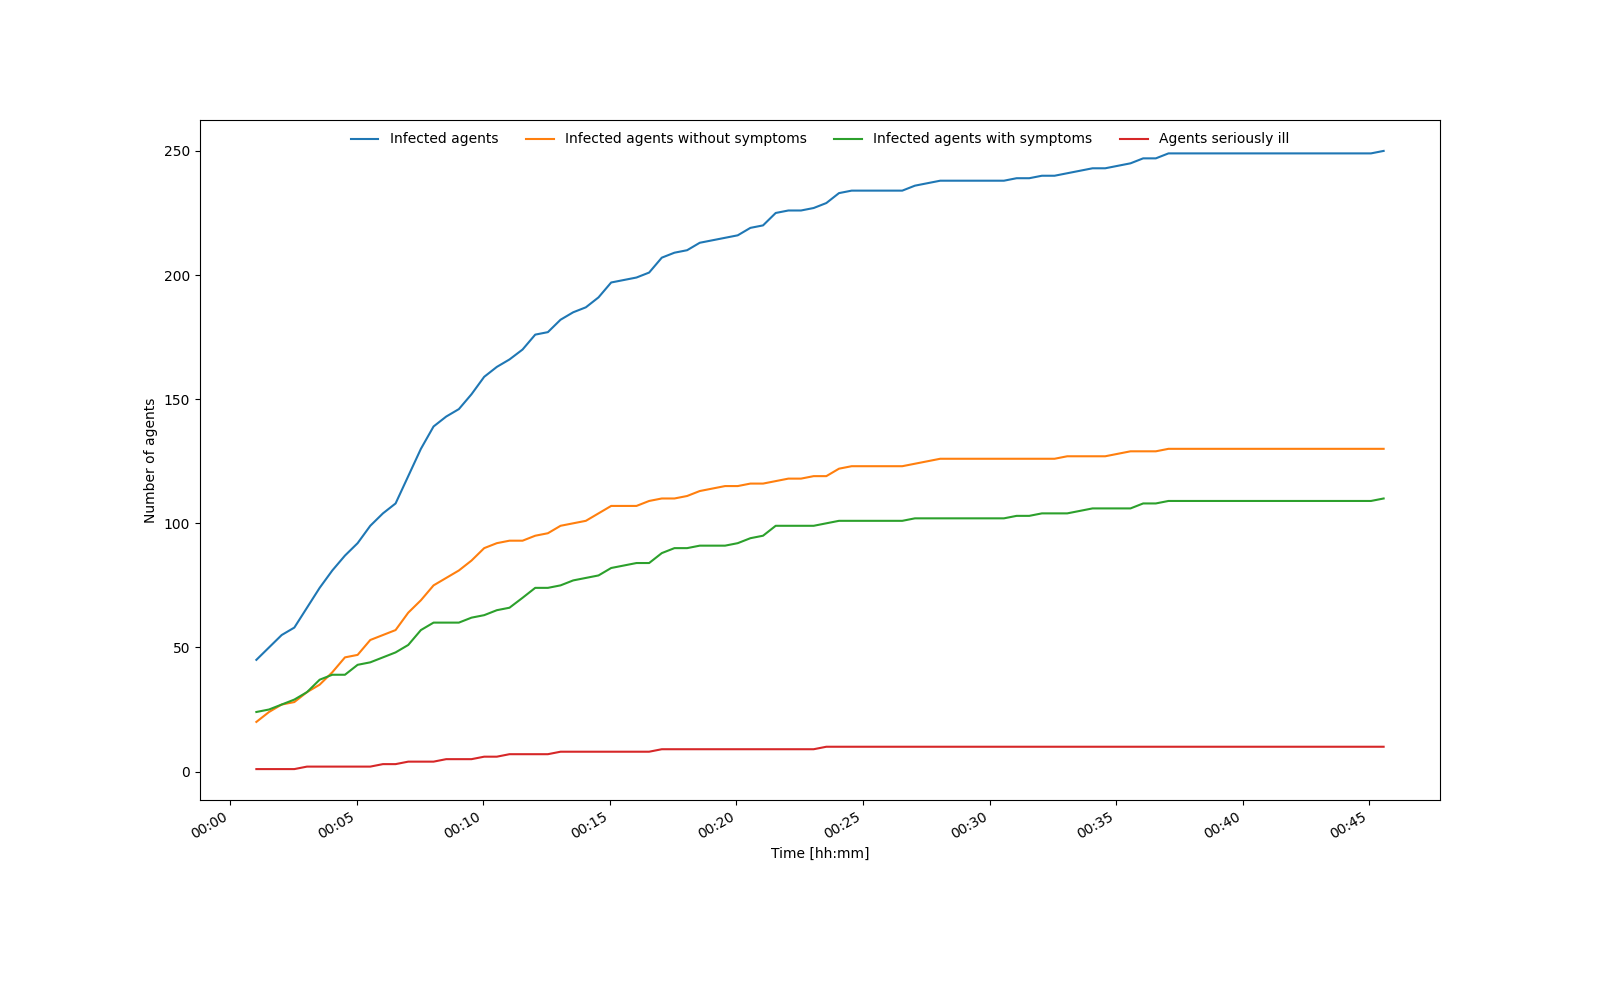 Infected agents
Infected agents without symptoms
Infected agents with symptoms
Agents seriously ill
250
200
150
100
50
0
Number of agents
00:00
00:05
00:10
00:15
00:20
00:25
00:30
00:35
00:40
00:45
Time [hh:mm]